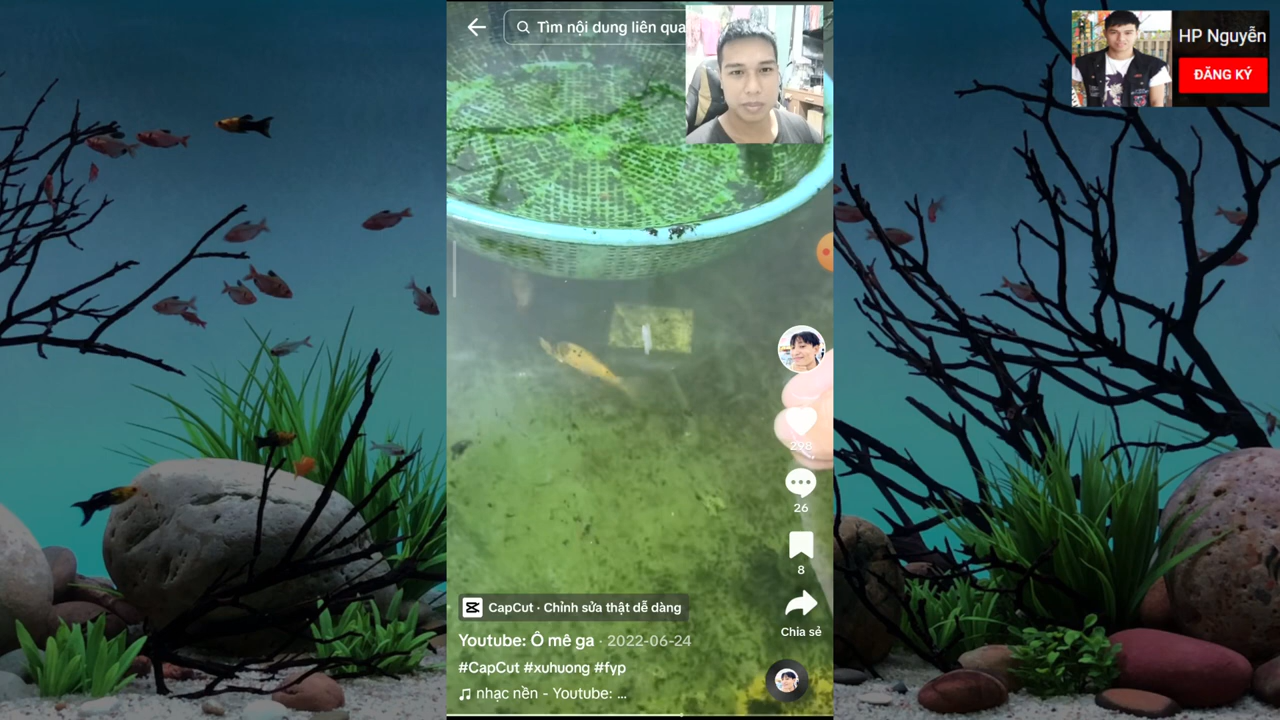 Tìm nội dung liên qua
HP Nguyễn
ĐĂNG KÝ
298
26
8
Chia sẻ
CapCut · Chỉnh sửa thật dễ dàng
Youtube: Ô mê ga · 2022-06-24
#CapCut #xuhuong #fyp
nhạc nền - Youtube: ...